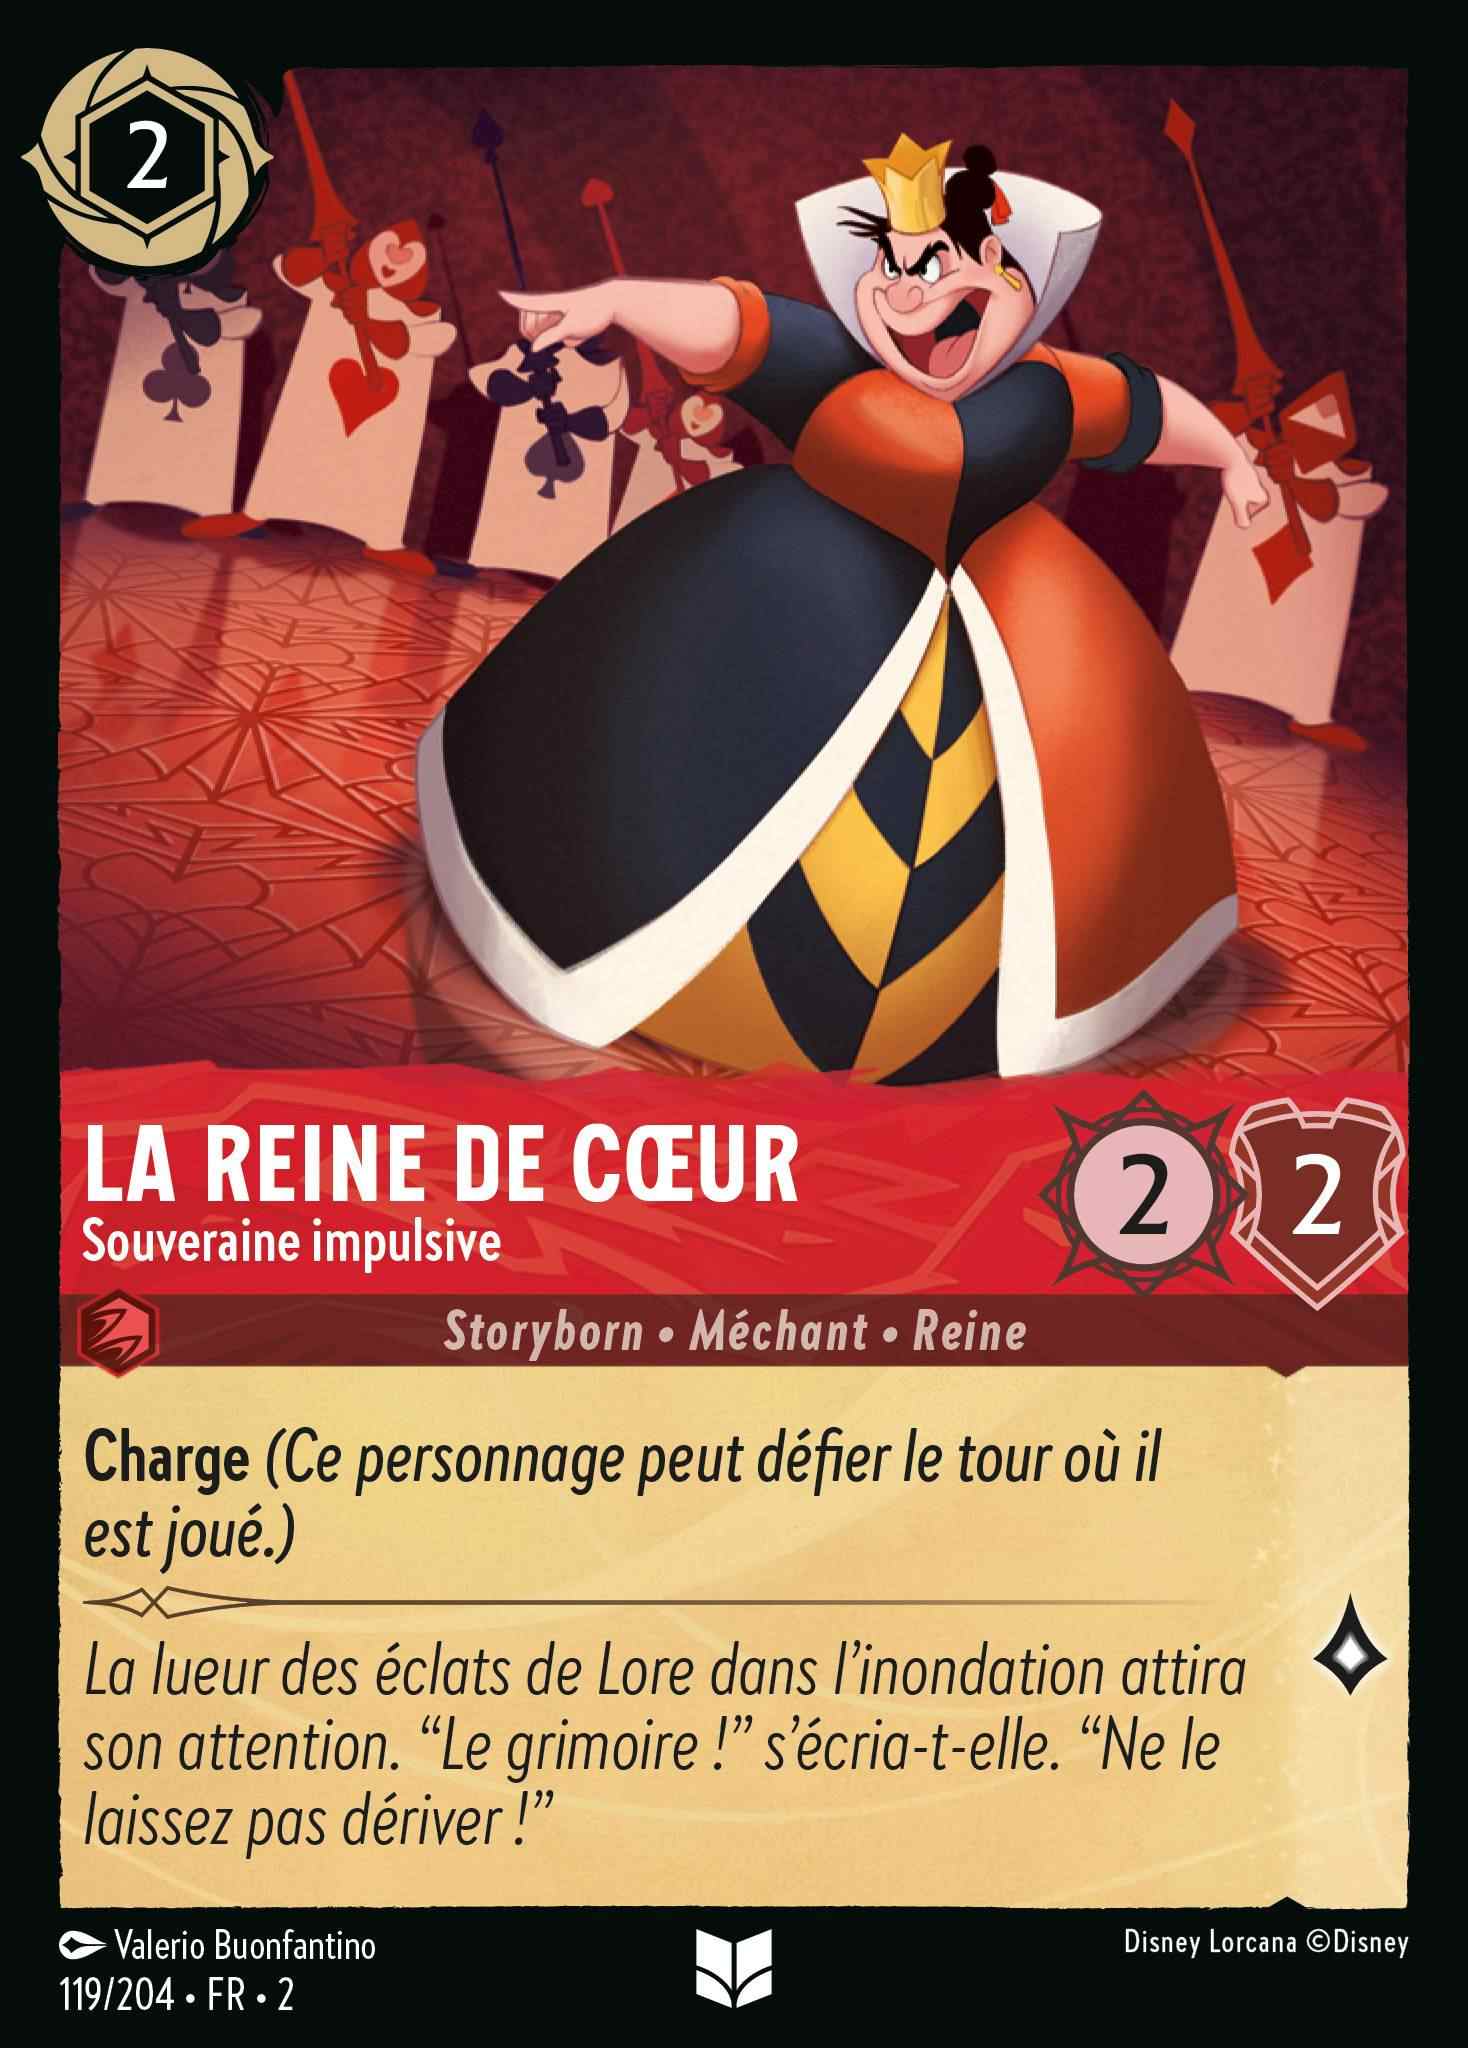 2
LA REINE DE CŒUR
Souveraine impulsive
2
2
Storyborn • Méchant • Reine
Charge (Ce personnage peut défier le tour où il
est joué.)
La lueur des éclats de Lore dans l’inondation attira
son attention. “Le grimoire !” s’écria-t-elle. “Ne le
laissez pas dériver !”
Valerio Buonfantino
119/204 • FR • 2
Disney Lorcana ©Disney